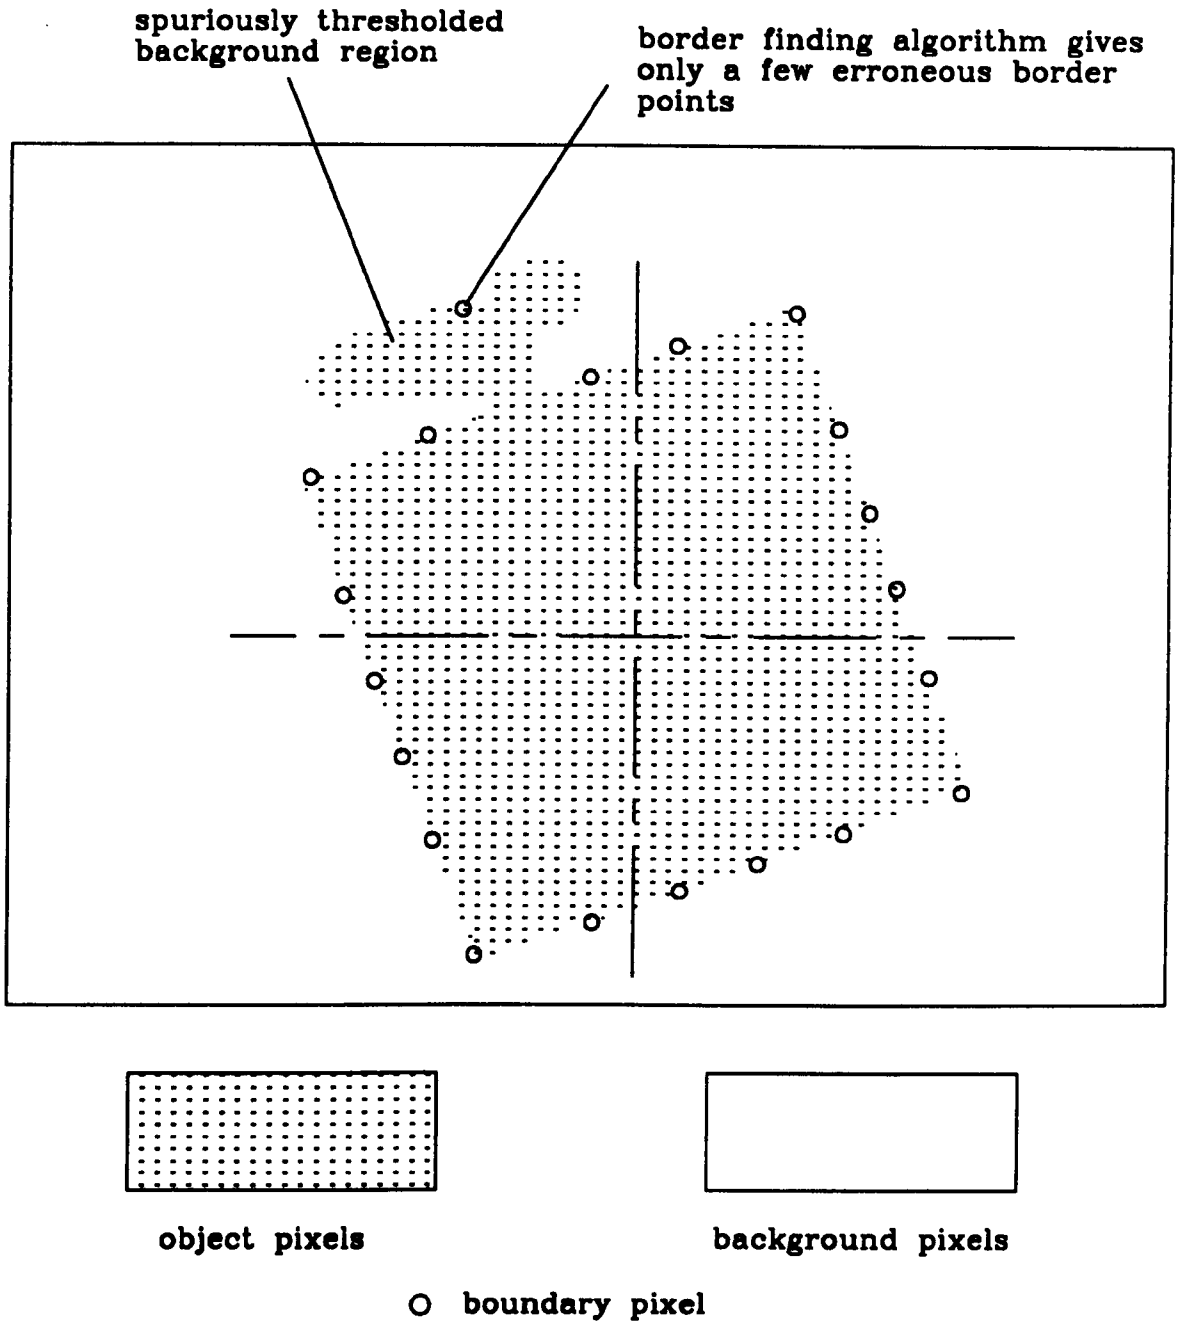 spuriously thresholded
background region
border finding algorithm gives
only a few erroneous border
points
object pixels
background pixels
boundary pixel